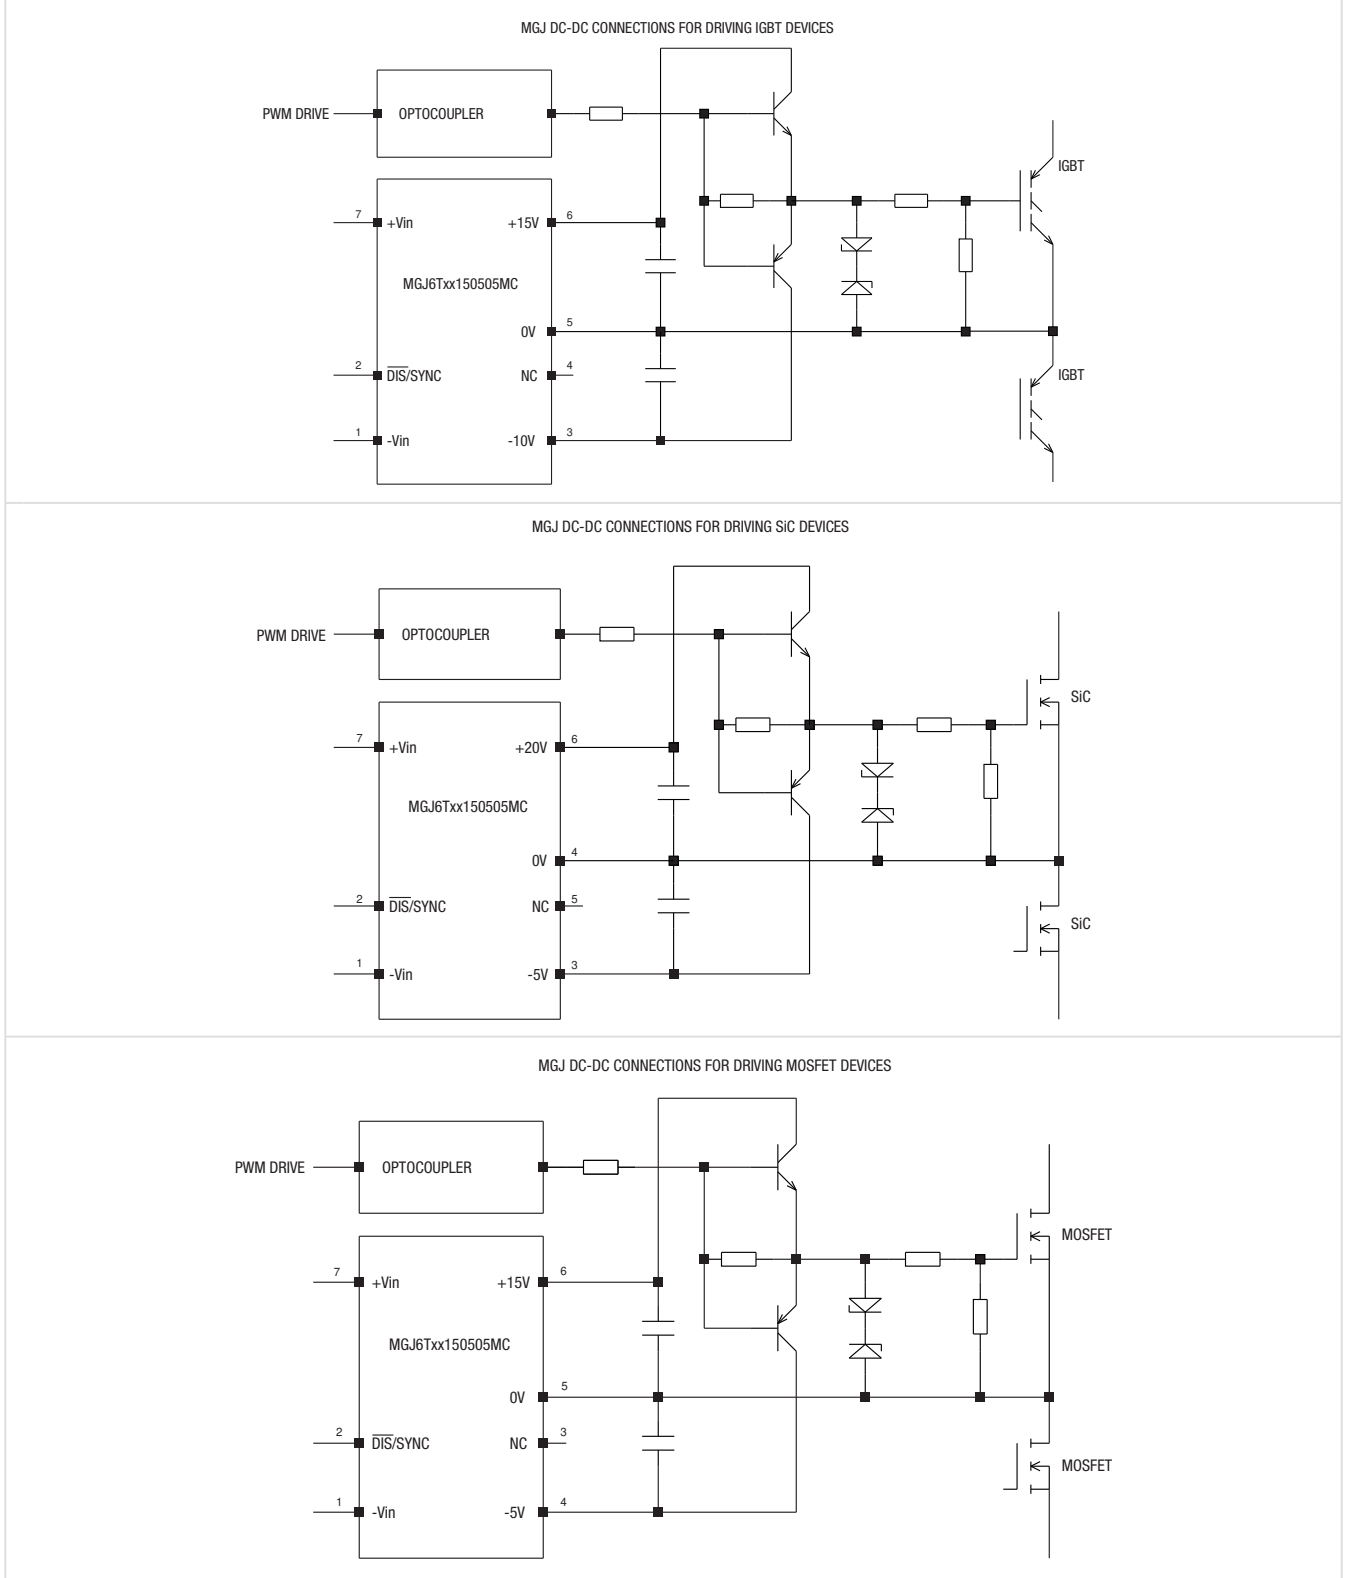 MGJ DC-DC CONNECTIONS FOR DRIVING IGBT DEVICES
PWM DRIVE
OPTOCOUPLER
IGBT
7
+Vin
+15V
6
MGJ6Txx150505MC
0V
5
2
DIS/SYNC
NC
4
IGBT
1
-Vin
-10V
3
MGJ DC-DC CONNECTIONS FOR DRIVING SiC DEVICES
PWM DRIVE
OPTOCOUPLER
SiC
7
+Vin
+20V
6
MGJ6Txx150505MC
0V
4
2
DIS/SYNC
NC
5
SiC
1
-Vin
-5V
3
MGJ DC-DC CONNECTIONS FOR DRIVING MOSFET DEVICES
PWM DRIVE
OPTOCOUPLER
MOSFET
7
+Vin
+15V
6
MGJ6Txx150505MC
0V
5
2
DIS/SYNC
NC
3
MOSFET
1
-Vin
-5V
4